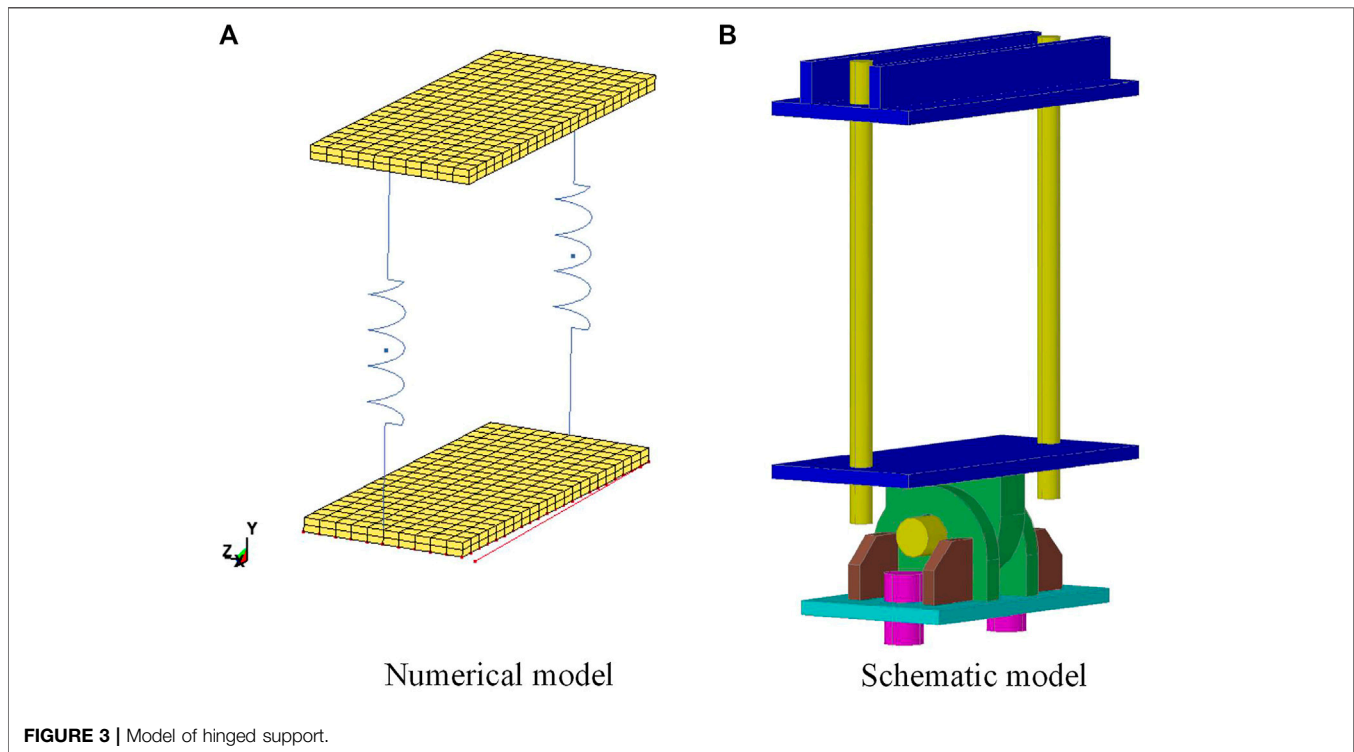 A
B
Y
Z
X
Numerical model
Schematic model
FIGURE 3 | Model of hinged support.